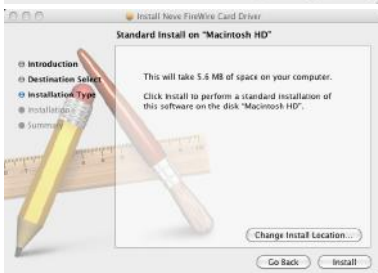 Install Neve FireWire Card Driver
Standard Install on "Macintosh HD"
Introduction
Destination Select
Installation Type
Installation
Summary
This will take 5.6 MB of space on your computer.
Click Install to perform a standard installation of
this software on the disk "Macintosh HD".
Change Install Location...
Go Back
Install